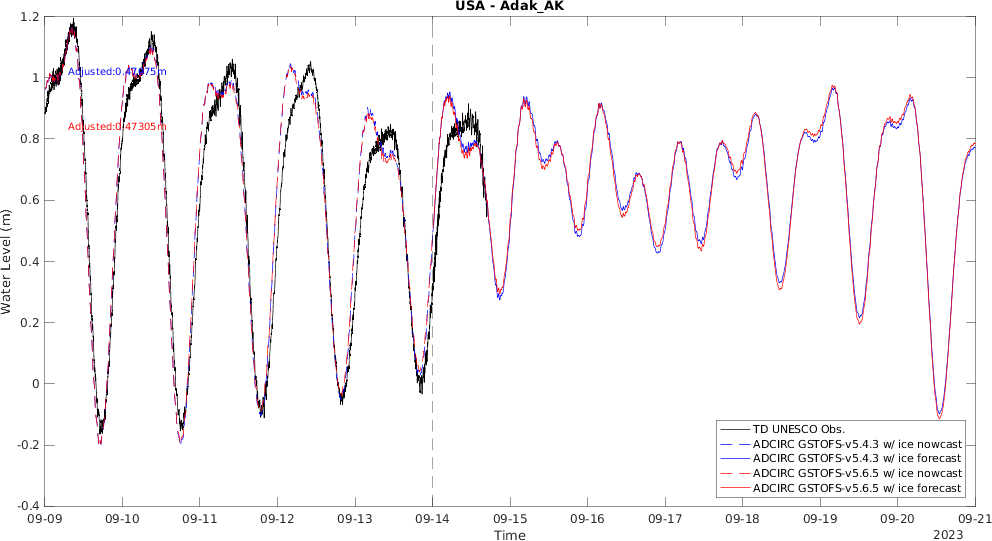 USA - Adak_AK
1.2
1
0.8
0.6
0.4
0.2
0
-0.2
-0.4
Water Level (m)
Adjusted:0.47075m
Adjusted:0.47305m
TD UNESCO Obs.
ADCIRC GSTOFS-v5.4.3 w/ ice nowcast
ADCIRC GSTOFS-v5.4.3 w/ ice forecast
ADCIRC GSTOFS-v5.6.5 w/ ice nowcast
ADCIRC GSTOFS-v5.6.5 w/ ice forecast
09-09 09-10 09-11 09-12 09-13 09-14 09-15 09-16 09-17 09-18 09-19 09-20 09-21
Time
2023